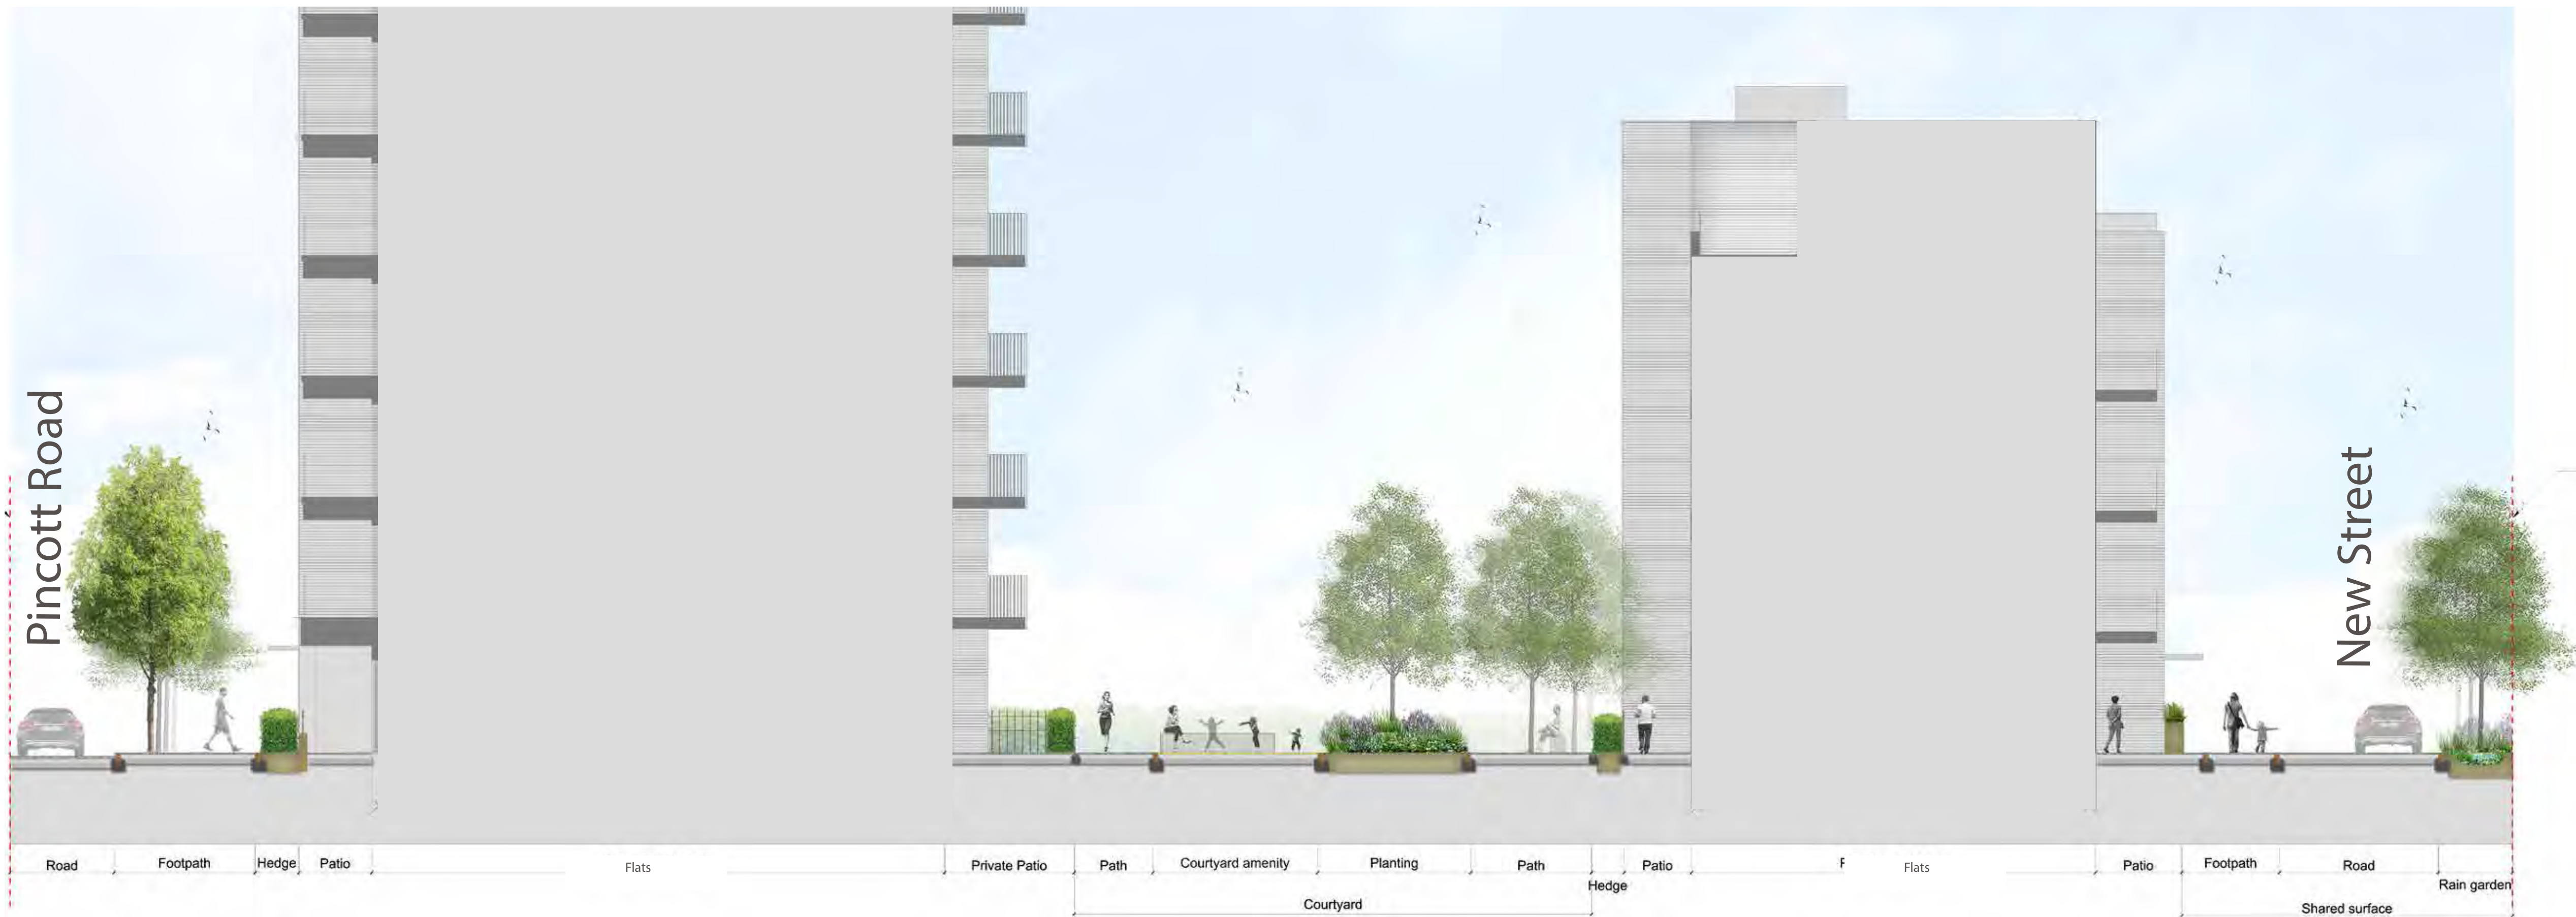 Pincott Road
New Street
Road
Footpath
Hedge
Patio
Flats
Private Patio
Path
Courtyard amenity
Planting
Path
Hedge
Patio
Flats
Patio
Footpath
Road
Rain garden
Courtyard
Shared surface